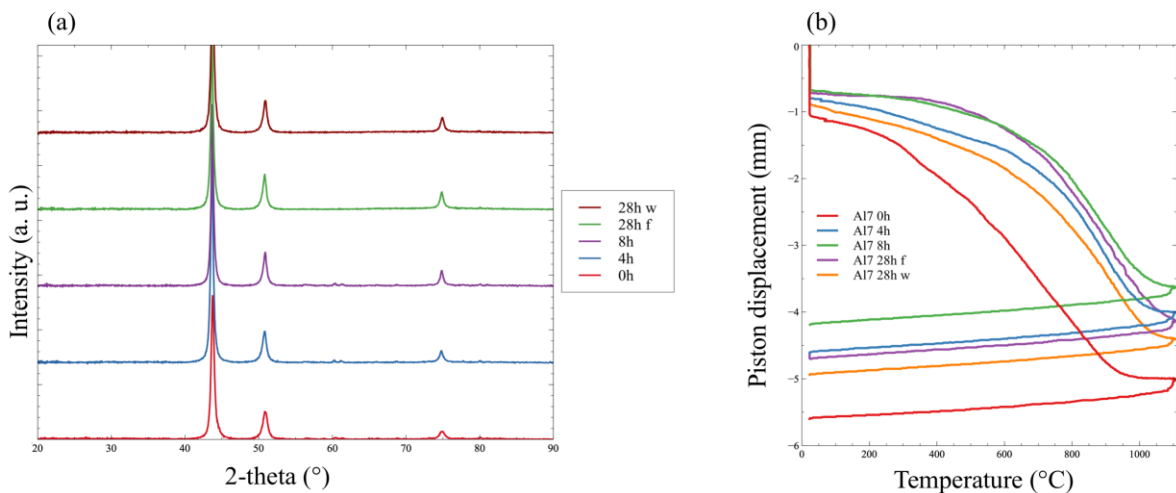 (a)
Intensity (a. u.)
20 30 40 50 60 70 80 90
2-theta (°)
28h w
28h f
8h
4h
0h
(b)
Piston displacement (mm)
0
−1
−2
−3
−4
−5
−6
Al7 0h
Al7 4h
Al7 8h
Al7 28h f
Al7 28h w
0 200 400 600 800 1000
Temperature (°C)